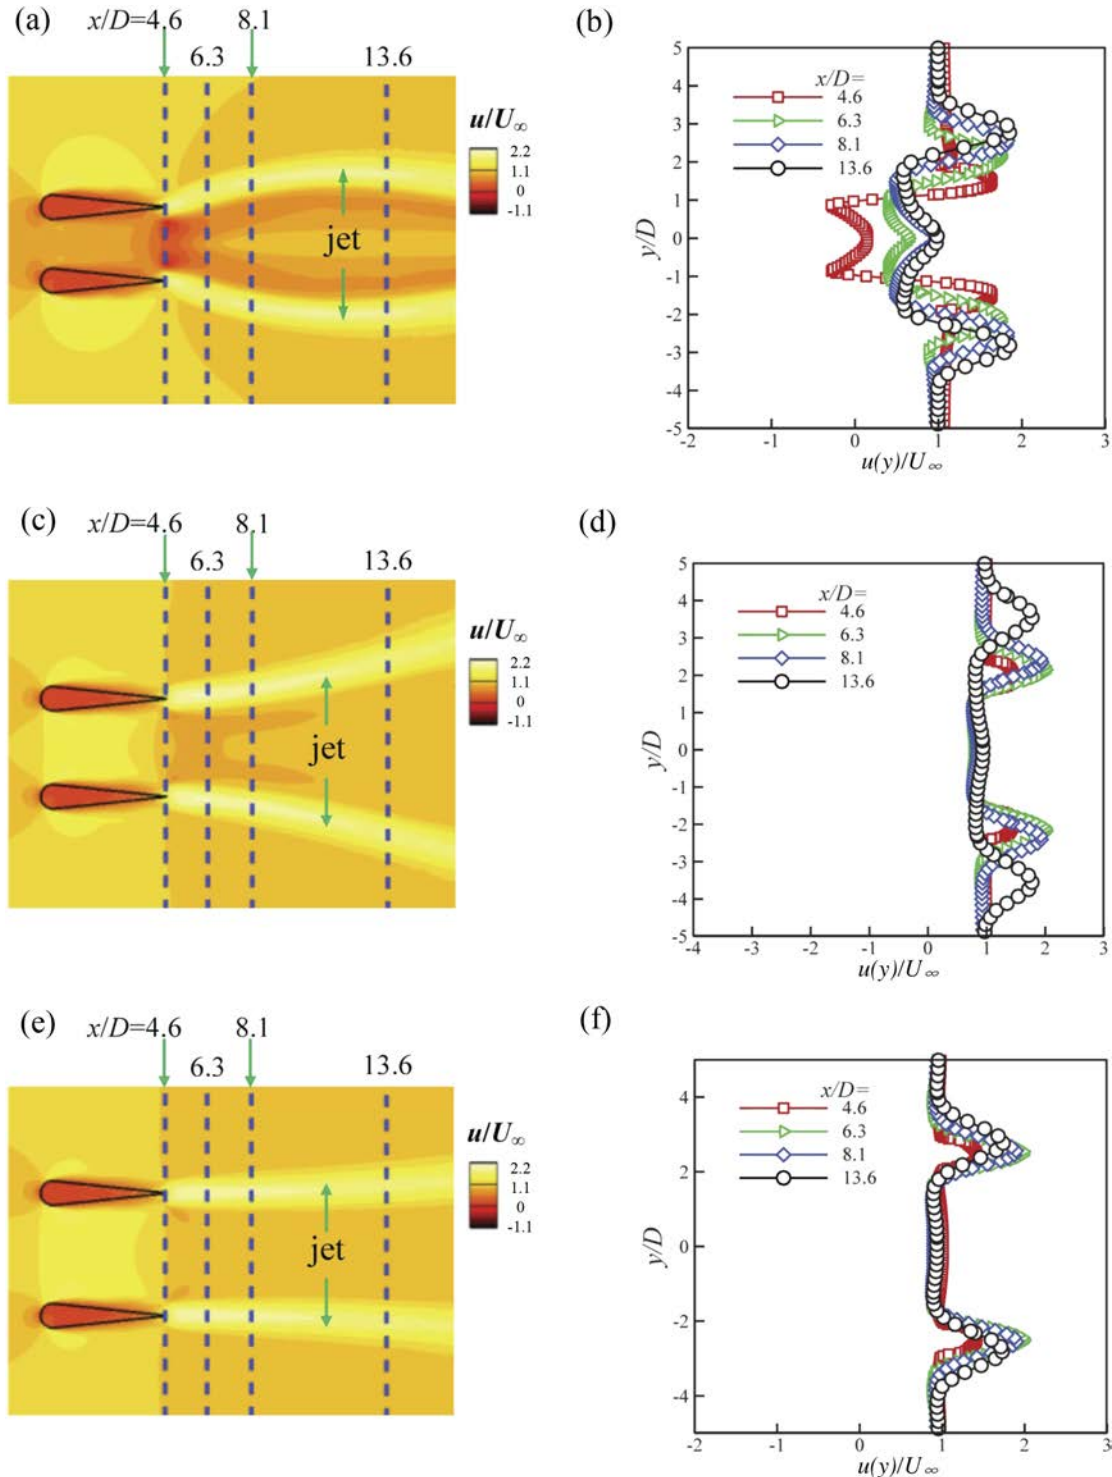 (a)
x/D=4.6
8.1
6.3
13.6
u/U∞
2.2
1.1
0
-1.1
jet
(b)
x/D=
4.6
6.3
8.1
13.6
5
4
3
2
1
0
-1
-2
-3
-4
-5
y/D
-2 -1 0 1 2 3
u(y)/U∞
(c)
x/D=4.6
8.1
6.3
13.6
u/U∞
2.2
1.1
0
-1.1
jet
(d)
x/D=
4.6
6.3
8.1
13.6
5
4
3
2
1
0
-1
-2
-3
-4
-5
y/D
-4 -3 -2 -1 0 1 2 3
u(y)/U∞
(e)
x/D=4.6
8.1
6.3
13.6
u/U∞
2.2
1.1
0
-1.1
jet
(f)
x/D=
4.6
6.3
8.1
13.6
4
2
0
-2
-4
y/D
-2 -1 0 1 2 3
u(y)/U∞